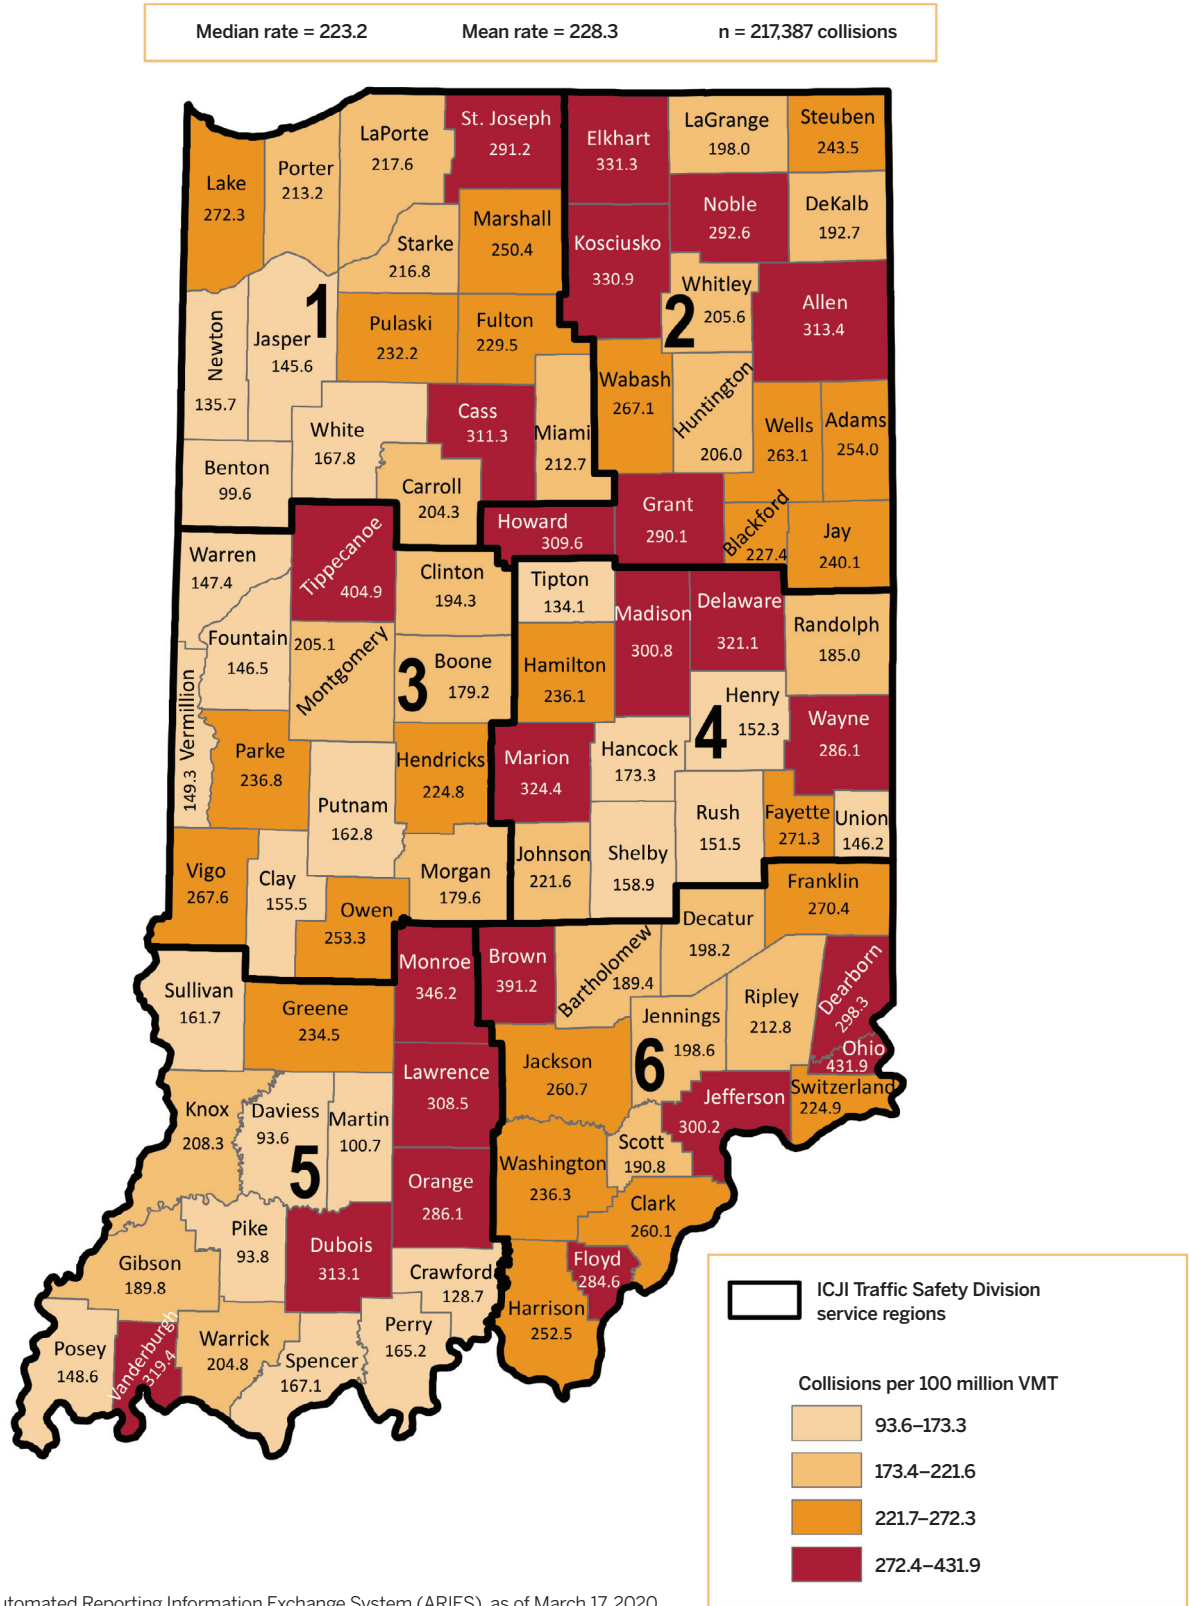 Median rate = 223.2 Mean rate = 228.3 n = 217,387 collisions
St. Joseph
291.2
LaPorte
217.6
Porter
213.2
Lake
272.3
Elkhart
331.3
LaGrange
198.0
Steuben
243.5
Noble
292.6
DeKalb
192.7
Marshall
250.4
Starke
216.8
Kosciusko
330.9
Whitley
205.6
Allen
313.4
1
2
Newton
135.7
Jasper
145.6
Pulaski
232.2
Fulton
229.5
Wabash
267.1
Huntington
206.0
Wells
263.1
Adams
254.0
White
167.8
Cass
311.3
Miami
212.7
Benton
99.6
Carroll
204.3
Howard
309.6
Grant
290.1
Blackford
227.4
Jay
240.1
Warren
147.4
Tippecanoe
404.9
Clinton
194.3
Tipton
134.1
Madison
300.8
Delaware
321.1
Randolph
185.0
Fountain
146.5
205.1
Montgomery
3
Boone
179.2
Hamilton
236.1
Henry
152.3
4
Wayne
286.1
Vermillion
149.3
Parke
236.8
Hendricks
224.8
Marion
324.4
Hancock
173.3
Putnam
162.8
Rush
151.5
Fayette
271.3
Union
146.2
Vigo
267.6
Clay
155.5
Morgan
179.6
Johnson
221.6
Shelby
158.9
Owen
253.3
Franklin
270.4
Decatur
198.2
Monroe
346.2
Brown
391.2
Bartholomew
189.4
Sullivan
161.7
Greene
234.5
Jennings
198.6
Ripley
212.8
Dearborn
298.3
Ohio
431.9
Jackson
260.7
6
Lawrence
308.5
Jefferson
300.2
Switzerland
224.9
Knox
208.3
Daviess
93.6
Martin
100.7
5
Scott
190.8
Washington
236.3
Orange
286.1
Clark
260.1
Pike
93.8
Dubois
313.1
Gibson
189.8
Crawford
128.7
Floyd
284.6
Harrison
252.5
Posey
148.6
Vanderburgh
319.4
Warrick
204.8
Spencer
167.1
Perry
165.2
ICJI Traffic Safety Division
service regions
Collisions per 100 million VMT
93.6–173.3
173.4–221.6
221.7–272.3
272.4–431.9
utomated Reporting Information Exchange System (ARIES), as of March 17, 2020